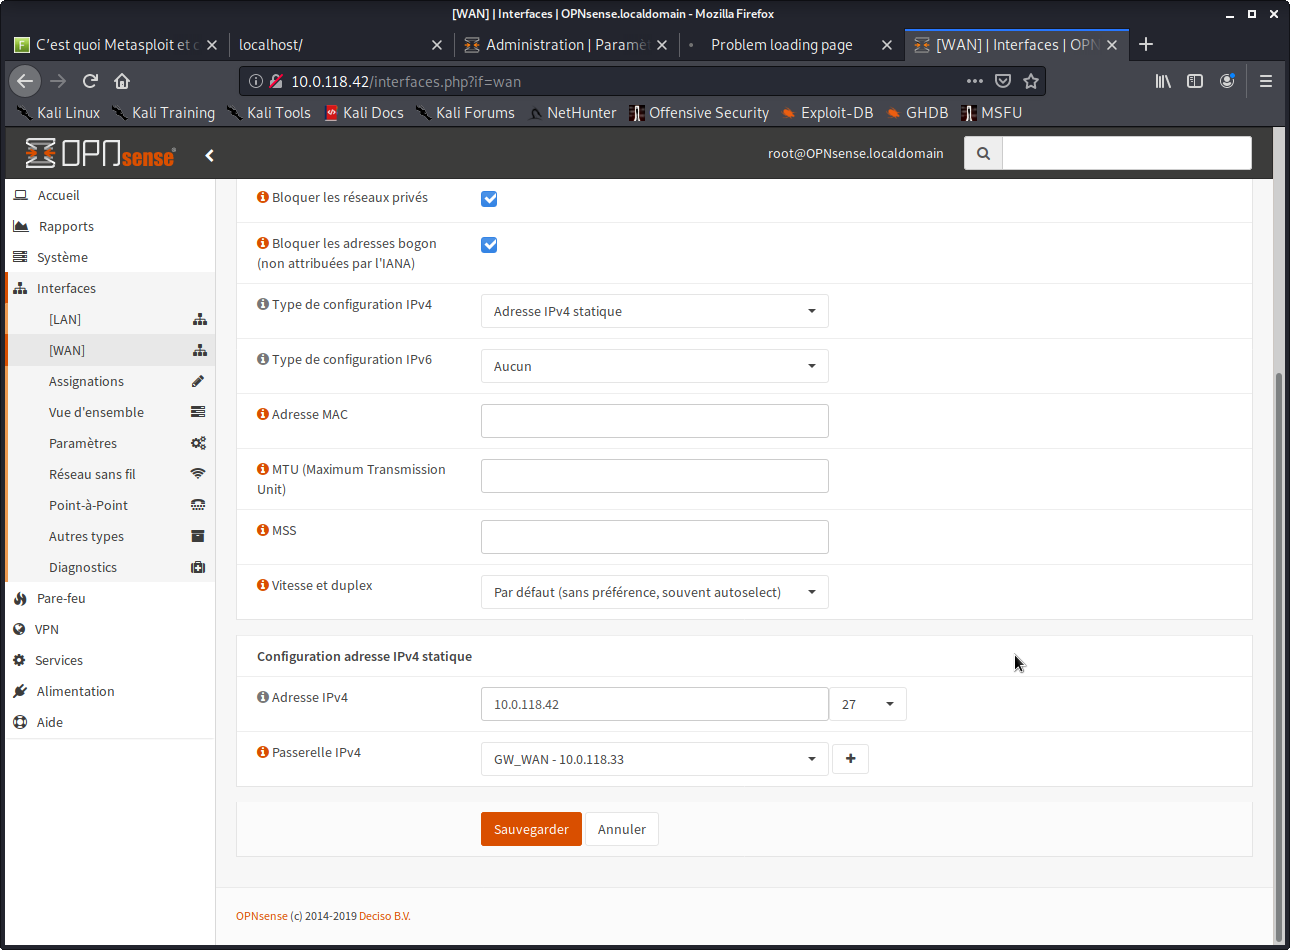 [WAN] | Interfaces | OPNsense.localdomain - Mozilla Firefox
C'est quoi Metasploit et c
localhost/
Administration | Paramèt
Problem loading page
[WAN] | Interfaces | OPN
10.0.118.42/interfaces.php?if=wan
Kali Linux
Kali Training
Kali Tools
Kali Docs
Kali Forums
NetHunter
Offensive Security
Exploit-DB
GHDB
MSFU
OPNsense
root@OPNsense.localdomain
Accueil
Rapports
Système
Interfaces
[LAN]
[WAN]
Assignations
Vue d'ensemble
Paramètres
Réseau sans fil
Point-à-Point
Autres types
Diagnostics
Pare-feu
VPN
Services
Alimentation
Aide
Bloquer les réseaux privés
Bloquer les adresses bogon
(non attribuées par l'IANA)
Type de configuration IPv4
Adresse IPv4 statique
Type de configuration IPv6
Aucun
Adresse MAC
MTU (Maximum Transmission
Unit)
MSS
Vitesse et duplex
Par défaut (sans préférence, souvent autoselect)
Configuration adresse IPv4 statique
Adresse IPv4
10.0.118.42
27
Passerelle IPv4
GW_WAN - 10.0.118.33
Sauvegarder
Annuler
OPNsense (c) 2014-2019 Deciso B.V.